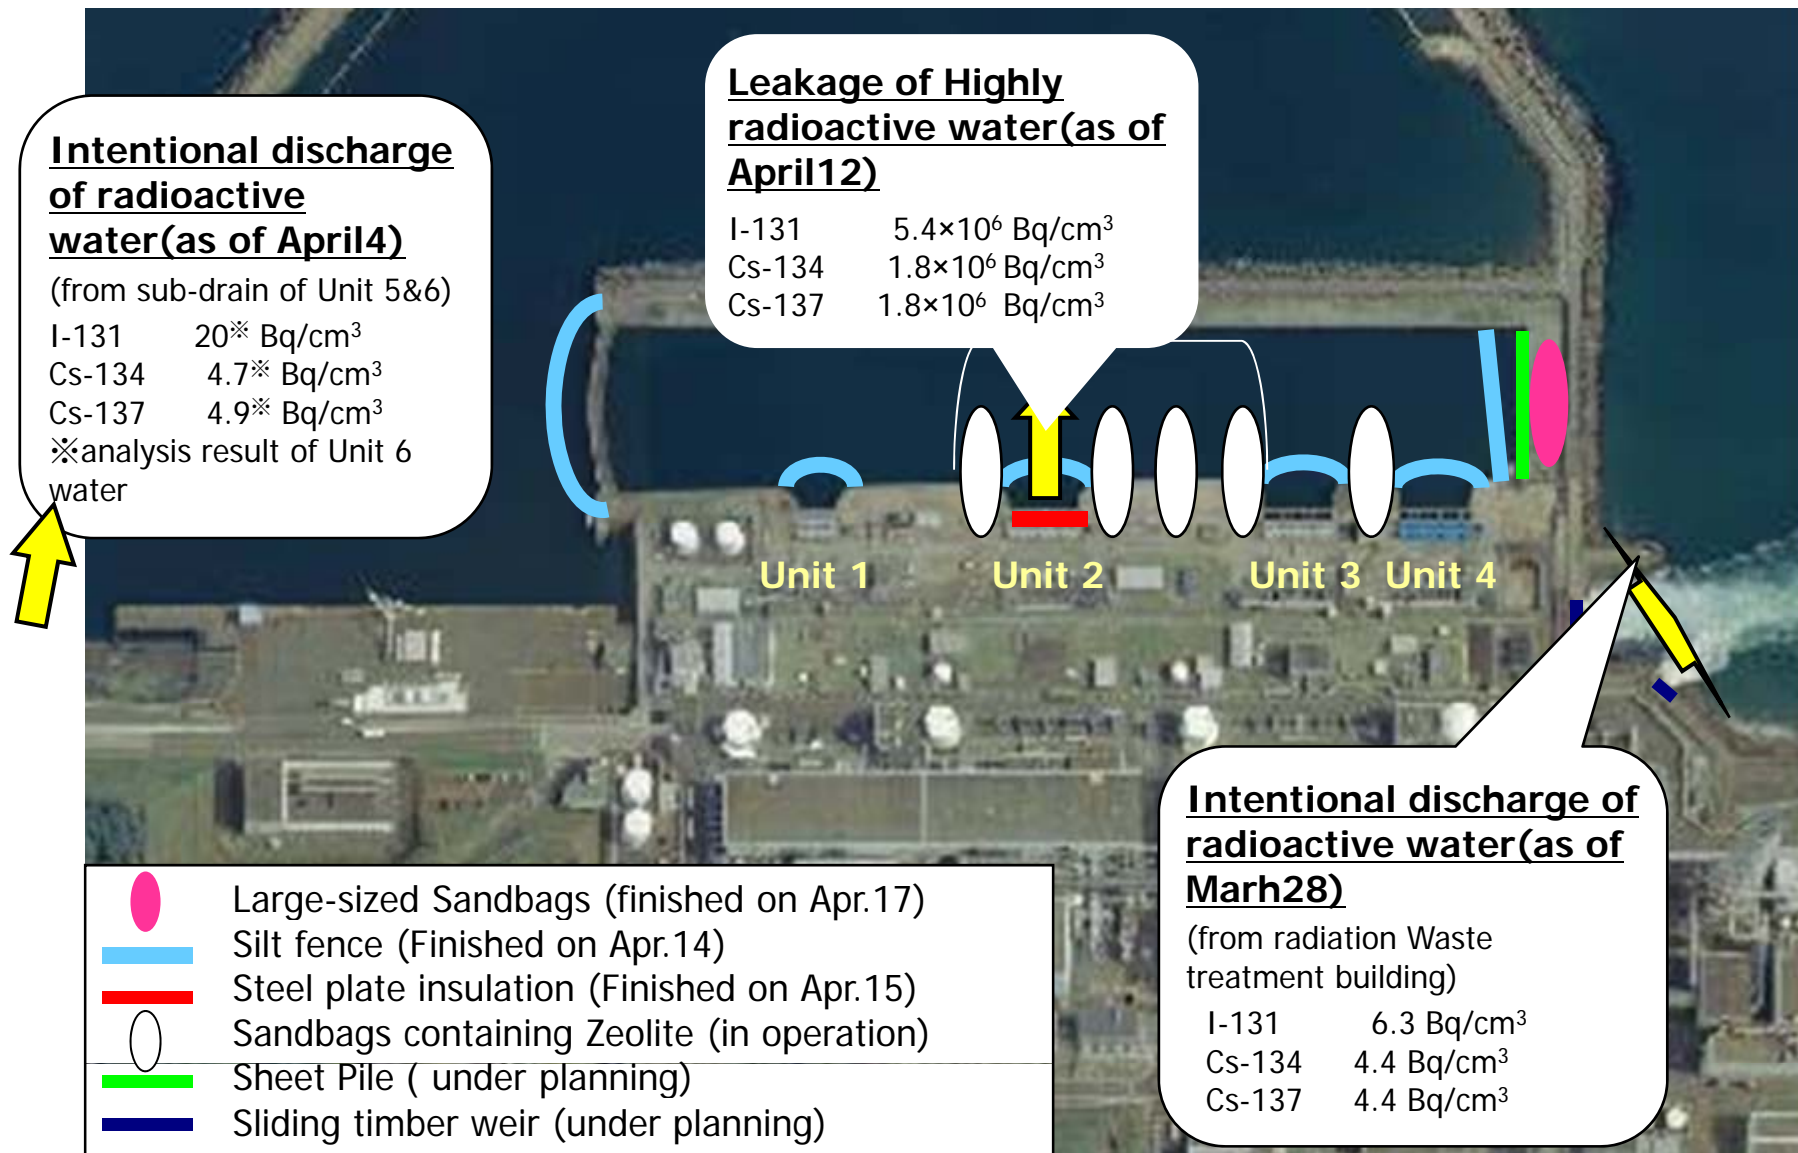 Intentional discharge
of radioactive
water(as of April4)
(from sub-drain of Unit 5&6)
I-131 20※ Bq/cm³
Cs-134 4.7※ Bq/cm³
Cs-137 4.9※ Bq/cm³
※analysis result of Unit 6
water
Leakage of Highly
radioactive water(as of
April12)
I-131 5.4×10⁶ Bq/cm³
Cs-134 1.8×10⁶ Bq/cm³
Cs-137 1.8×10⁶ Bq/cm³
Unit 1 Unit 2 Unit 3 Unit 4
Intentional discharge of
radioactive water(as of
Marh28)
(from radiation Waste
treatment building)
I-131 6.3 Bq/cm³
Cs-134 4.4 Bq/cm³
Cs-137 4.4 Bq/cm³
Large-sized Sandbags (finished on Apr.17)
Silt fence (Finished on Apr.14)
Steel plate insulation (Finished on Apr.15)
Sandbags containing Zeolite (in operation)
Sheet Pile ( under planning)
Sliding timber weir (under planning)